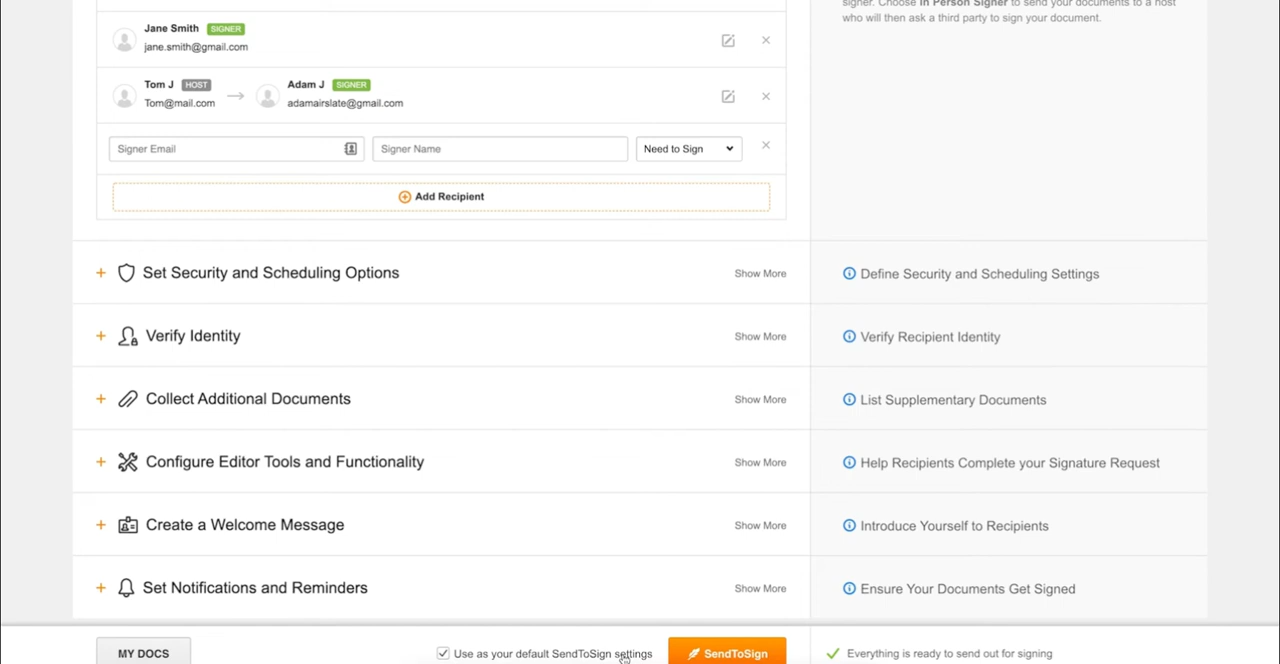 signer. Choose In Person Signer to send your documents to a host
who will then ask a third party to sign your document.
Jane Smith SIGNER
jane.smith@gmail.com
Tom J HOST
Tom@mail.com
Adam J SIGNER
adamairslate@gmail.com
Signer Email
Signer Name
Need to Sign
Add Recipient
Set Security and Scheduling Options
Show More
Define Security and Scheduling Settings
Verify Identity
Show More
Verify Recipient Identity
Collect Additional Documents
Show More
List Supplementary Documents
Configure Editor Tools and Functionality
Show More
Help Recipients Complete your Signature Request
Create a Welcome Message
Show More
Introduce Yourself to Recipients
Set Notifications and Reminders
Show More
Ensure Your Documents Get Signed
MY DOCS
Use as your default SendToSign settings
SendToSign
Everything is ready to send out for signing